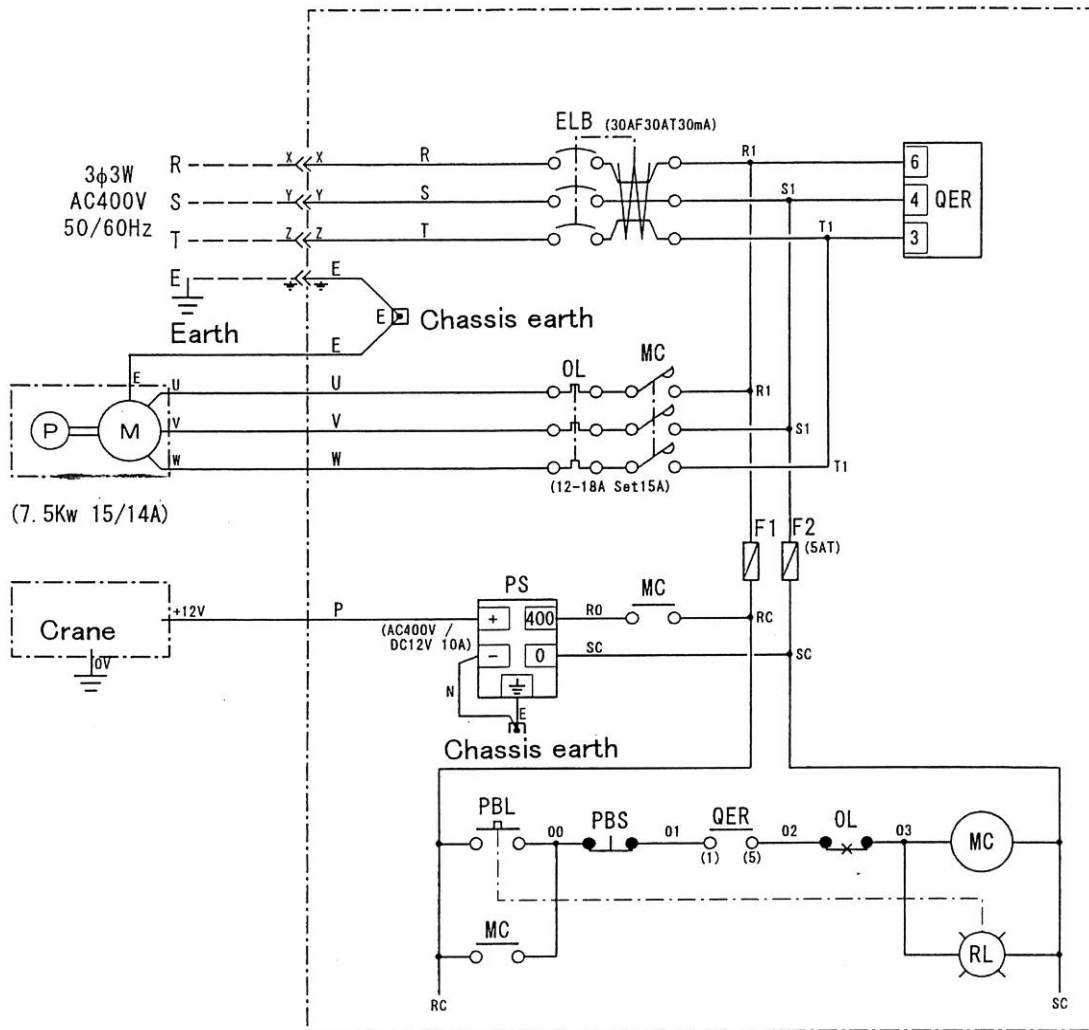 ELB (30AF30AT30mA)
3φ3W
AC400V
50/60Hz
R X X R R1 6
S Y Y S S1 4 QER
T Z Z T T1 3
E E
Earth
E Chassis earth
E
E
U U OL MC R1
P M V V S1
W W T1
(12-18A Set15A)
(7.5Kw 15/14A)
F1 F2
(5AT)
PS MC
Crane +12V P (AC400V / DC12V 10A) + 400 R0 RC
0V - 0 SC SC
N E
Chassis earth
PBL 00 PBS 01 QER 02 OL 03 MC
(1) (5)
MC RL
RC SC